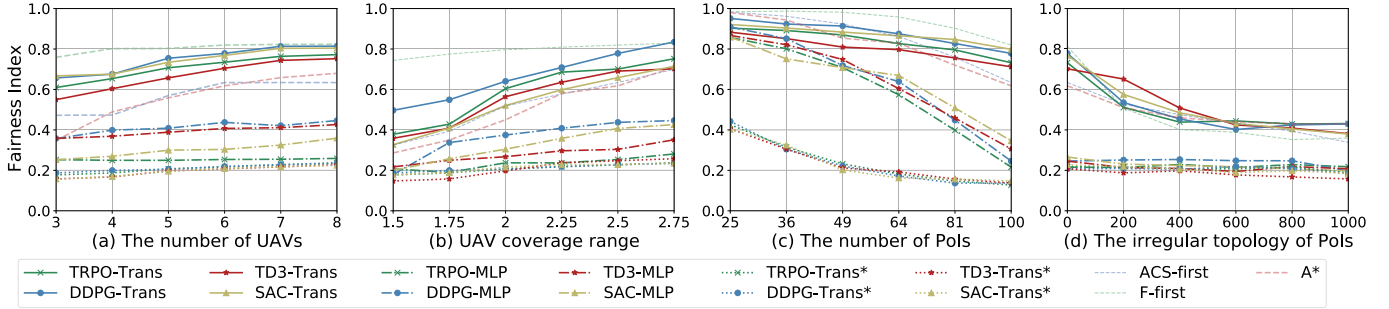 Fairness Index
1.0 1.0 1.0 1.0
0.8 0.8 0.8 0.8
0.6 0.6 0.6 0.6
0.4 0.4 0.4 0.4
0.2 0.2 0.2 0.2
0.0 0.0 0.0 0.0
3 4 5 6 7 8 1.5 1.75 2 2.25 2.5 2.75 25 36 49 64 81 100 0 200 400 600 800 1000
(a) The number of UAVs (b) UAV coverage range (c) The number of PoIs (d) The irregular topology of PoIs
TRPO-Trans TD3-Trans TRPO-MLP TD3-MLP TRPO-Trans* TD3-Trans* ACS-first A*
DDPG-Trans SAC-Trans DDPG-MLP SAC-MLP DDPG-Trans* SAC-Trans* F-first